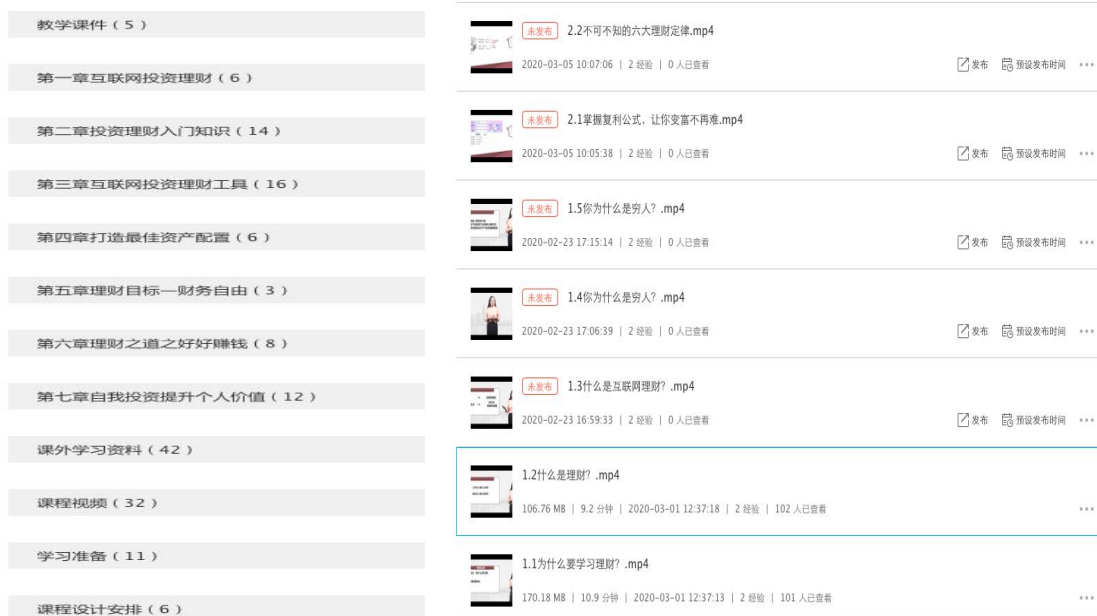 教学课件（5）
第一章互联网投资理财（6）
第二章投资理财入门知识（14）
第三章互联网投资理财工具（16）
第四章打造最佳资产配置（6）
第五章理财目标—财务自由（3）
第六章理财之道之好好赚钱（8）
第七章自我投资提升个人价值（12）
课外学习资料（42）
课程视频（32）
学习准备（11）
课程设计安排（6）
未发布 2.2不可不知的六大理财定律.mp4
2020-03-05 10:07:06 | 2 经验 | 0 人已查看 发布 预设发布时间
未发布 2.1掌握复利公式，让你变富不再难.mp4
2020-03-05 10:05:38 | 2 经验 | 0 人已查看 发布 预设发布时间
未发布 1.5你为什么是穷人？.mp4
2020-02-23 17:15:14 | 2 经验 | 0 人已查看 发布 预设发布时间
未发布 1.4你为什么是穷人？.mp4
2020-02-23 17:06:39 | 2 经验 | 0 人已查看 发布 预设发布时间
未发布 1.3什么是互联网理财？.mp4
2020-02-23 16:59:33 | 2 经验 | 0 人已查看 发布 预设发布时间
1.2什么是理财？.mp4
106.76 MB | 9.2 分钟 | 2020-03-01 12:37:18 | 2 经验 | 102 人已查看
1.1为什么要学习理财？.mp4
170.18 MB | 10.9 分钟 | 2020-03-01 12:37:13 | 2 经验 | 101 人已查看